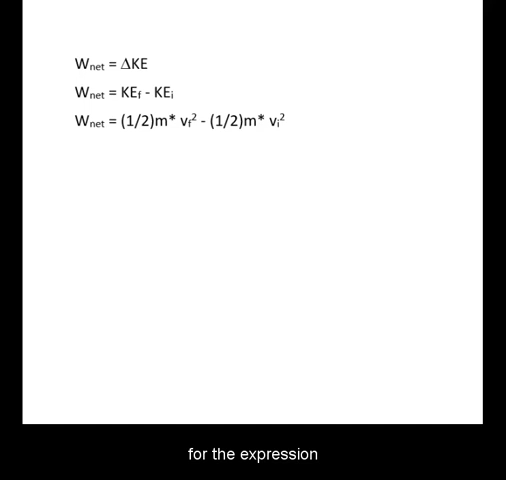 Wnet = ΔKE
Wnet = KEf - KEi
Wnet = (1/2)m* vf² - (1/2)m* vi²
for the expression